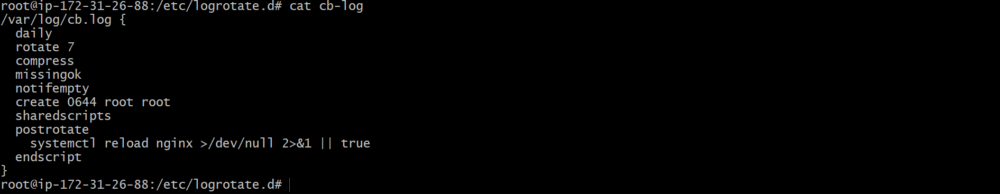 root@ip-172-31-26-88:/etc/logrotate.d# cat cb-log
/var/log/cb.log {
  daily
  rotate 7
  compress
  missingok
  notifempty
  create 0644 root root
  sharedscripts
  postrotate
    systemctl reload nginx >/dev/null 2>&1 || true
  endscript
}
root@ip-172-31-26-88:/etc/logrotate.d#